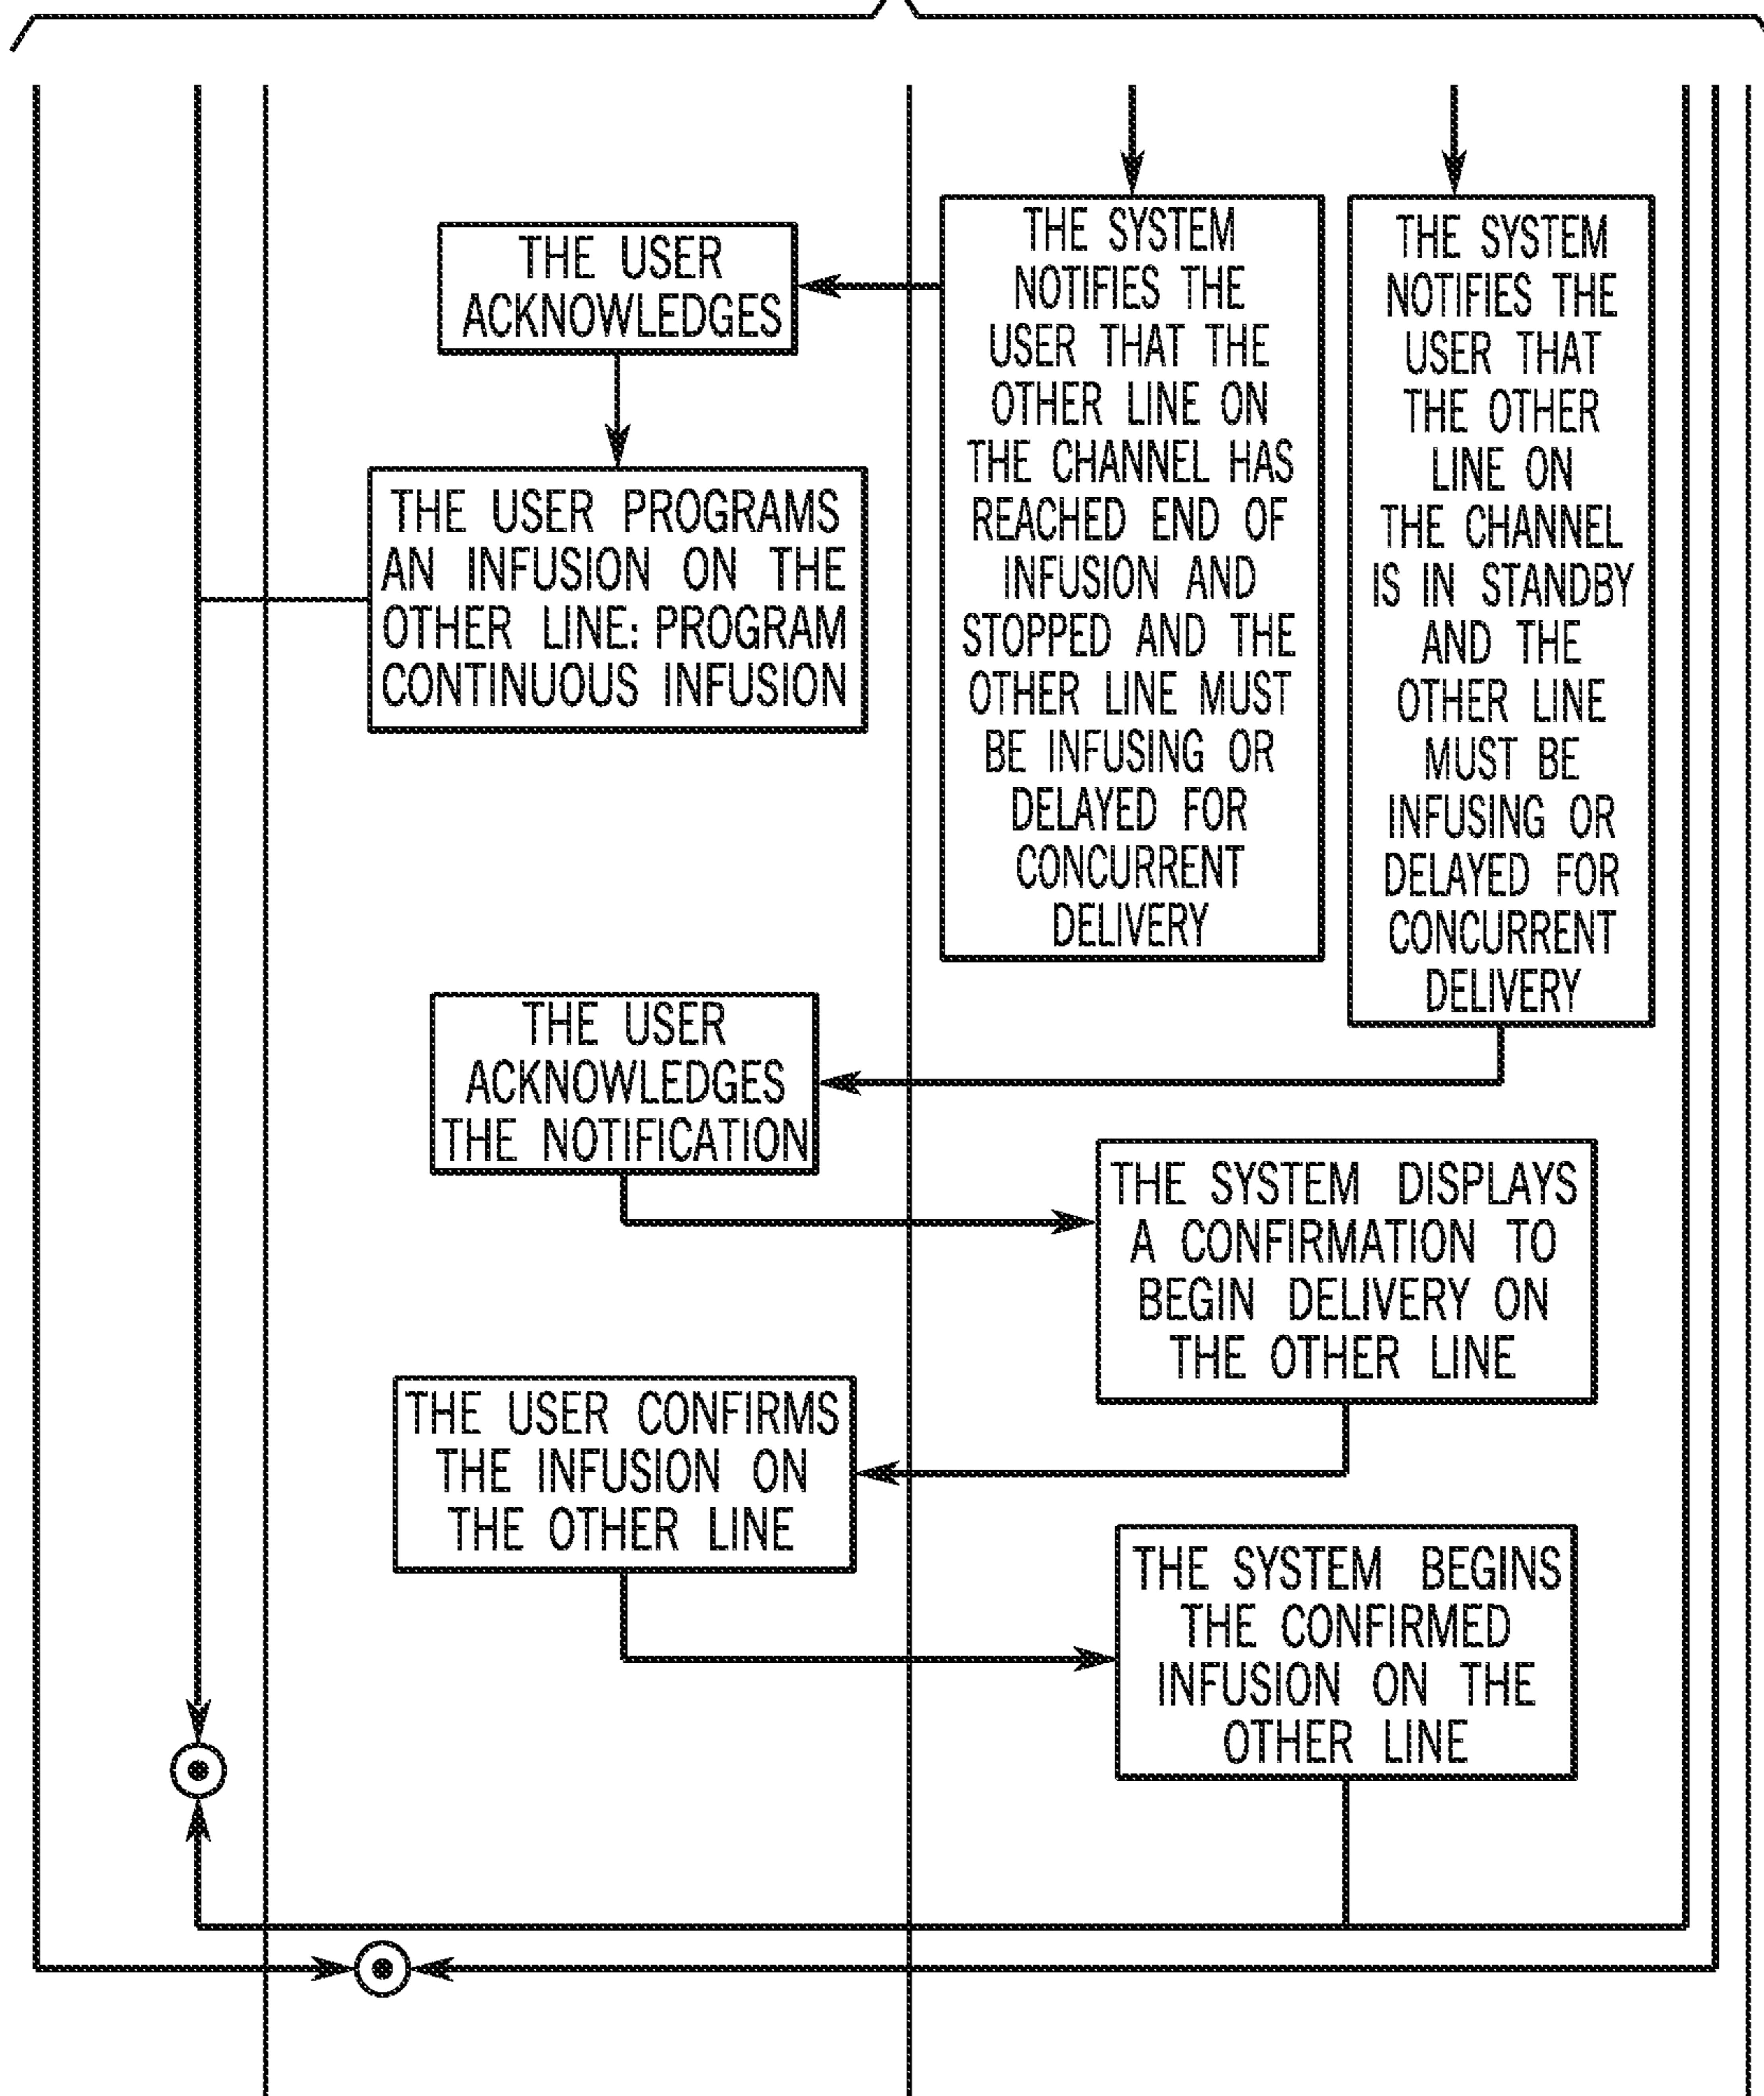 THE USER
ACKNOWLEDGES
THE USER PROGRAMS
AN INFUSION ON THE
OTHER LINE: PROGRAM
CONTINUOUS INFUSION
THE SYSTEM
NOTIFIES THE
USER THAT THE
OTHER LINE ON
THE CHANNEL HAS
REACHED END OF
INFUSION AND
STOPPED AND THE
OTHER LINE MUST
BE INFUSING OR
DELAYED FOR
CONCURRENT
DELIVERY
THE SYSTEM
NOTIFIES THE
USER THAT
THE OTHER
LINE ON
THE CHANNEL
IS IN STANDBY
AND THE
OTHER LINE
MUST BE
INFUSING OR
DELAYED FOR
CONCURRENT
DELIVERY
THE USER
ACKNOWLEDGES
THE NOTIFICATION
THE SYSTEM DISPLAYS
A CONFIRMATION TO
BEGIN DELIVERY ON
THE OTHER LINE
THE USER CONFIRMS
THE INFUSION ON
THE OTHER LINE
THE SYSTEM BEGINS
THE CONFIRMED
INFUSION ON THE
OTHER LINE